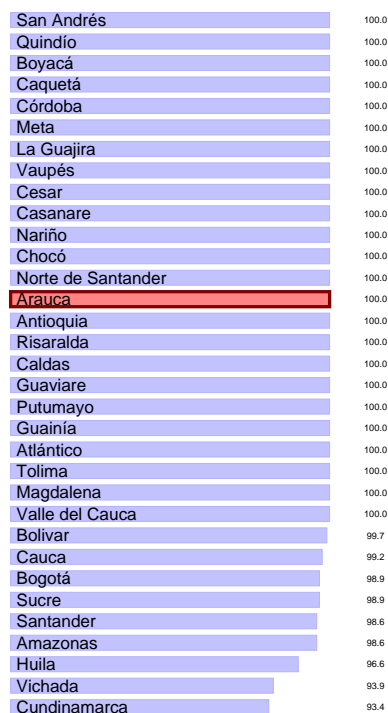 San Andrés 100.0
Quindío 100.0
Boyacá 100.0
Caquetá 100.0
Córdoba 100.0
Meta 100.0
La Guajira 100.0
Vaupés 100.0
Cesar 100.0
Casanare 100.0
Nariño 100.0
Chocó 100.0
Norte de Santander 100.0
Arauca 100.0
Antioquia 100.0
Risaralda 100.0
Caldas 100.0
Guaviare 100.0
Putumayo 100.0
Guainía 100.0
Atlántico 100.0
Tolima 100.0
Magdalena 100.0
Valle del Cauca 100.0
Bolivar 99.7
Cauca 99.2
Bogotá 98.9
Sucre 98.9
Santander 98.6
Amazonas 98.6
Huila 96.6
Vichada 93.9
Cundinamarca 93.4